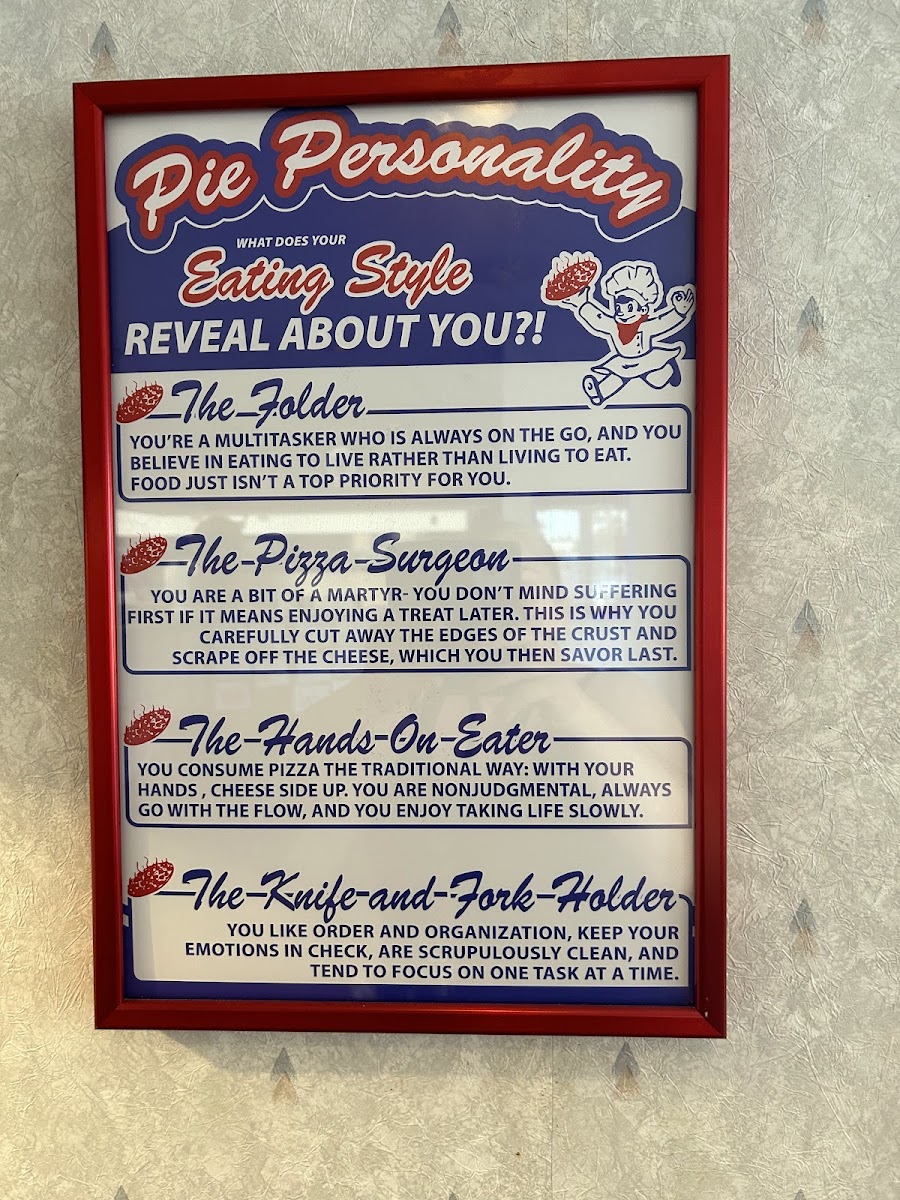 Pie Personality
WHAT DOES YOUR
Eating Style
REVEAL ABOUT YOU?!
The Folder
YOU'RE A MULTITASKER WHO IS ALWAYS ON THE GO, AND YOU
BELIEVE IN EATING TO LIVE RATHER THAN LIVING TO EAT.
FOOD JUST ISN'T A TOP PRIORITY FOR YOU.
The-Pizza-Surgeon
YOU ARE A BIT OF A MARTYR- YOU DON'T MIND SUFFERING
FIRST IF IT MEANS ENJOYING A TREAT LATER. THIS IS WHY YOU
CAREFULLY CUT AWAY THE EDGES OF THE CRUST AND
SCRAPE OFF THE CHEESE, WHICH YOU THEN SAVOR LAST.
The-Hands-On-Eater
YOU CONSUME PIZZA THE TRADITIONAL WAY: WITH YOUR
HANDS , CHEESE SIDE UP. YOU ARE NONJUDGMENTAL, ALWAYS
GO WITH THE FLOW, AND YOU ENJOY TAKING LIFE SLOWLY.
The-Knife-and-Fork-Holder
YOU LIKE ORDER AND ORGANIZATION, KEEP YOUR
EMOTIONS IN CHECK, ARE SCRUPULOUSLY CLEAN, AND
TEND TO FOCUS ON ONE TASK AT A TIME.